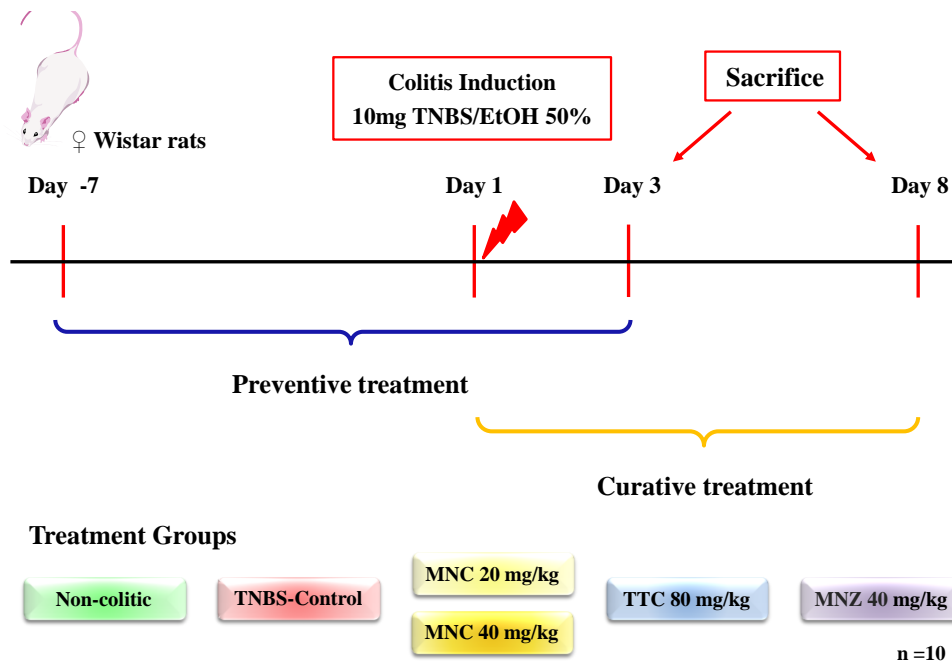 Colitis Induction
10mg TNBS/EtOH 50%
Sacrifice
♀ Wistar rats
Day -7
Day 1
Day 3
Day 8
Preventive treatment
Curative treatment
Treatment Groups
Non-colitic
TNBS-Control
MNC 20 mg/kg
MNC 40 mg/kg
TTC 80 mg/kg
MNZ 40 mg/kg
n =10